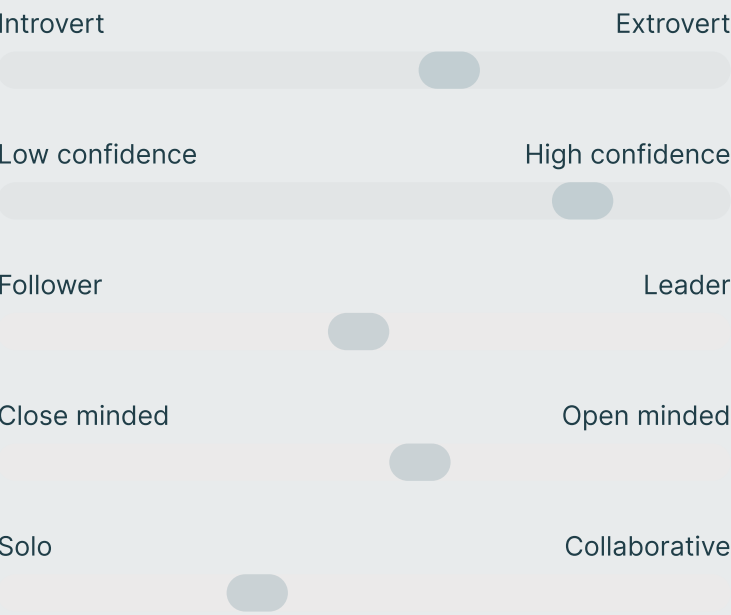 Introvert Extrovert
Low confidence High confidence
Follower Leader
Close minded Open minded
Solo Collaborative